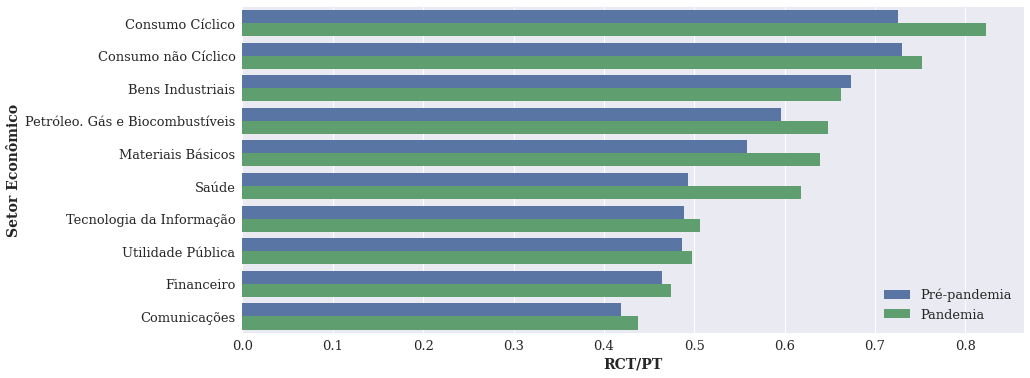 Setor Econômico
Consumo Cíclico
Consumo não Cíclico
Bens Industriais
Petróleo. Gás e Biocombustíveis
Materiais Básicos
Saúde
Tecnologia da Informação
Utilidade Pública
Financeiro
Comunicações
Pré-pandemia
Pandemia
0.0 0.1 0.2 0.3 0.4 0.5 0.6 0.7 0.8
RCT/PT